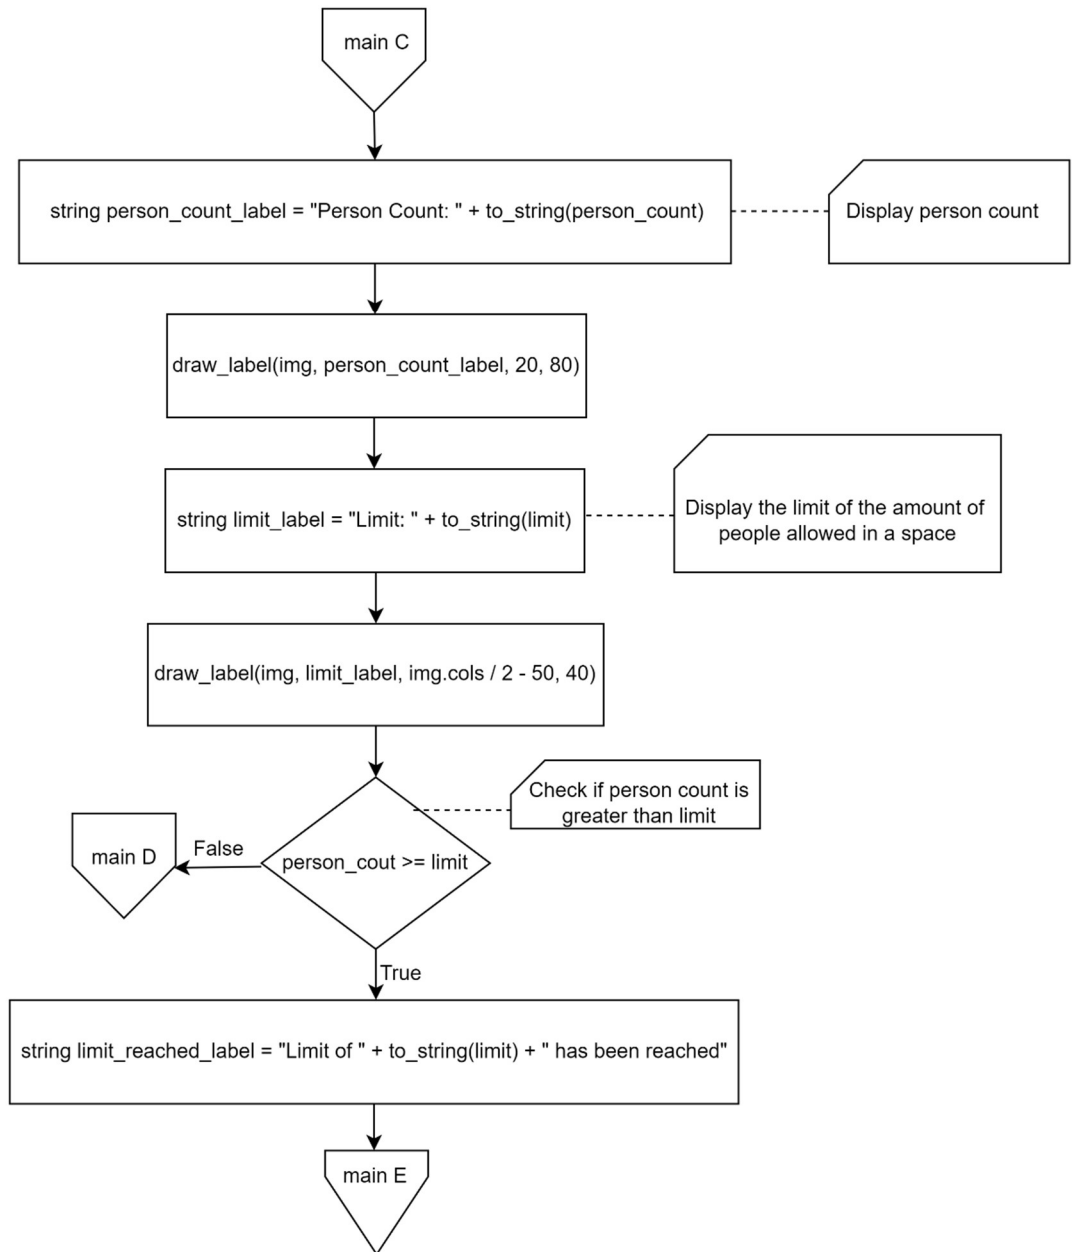 main C
string person_count_label = "Person Count: " + to_string(person_count)
Display person count
draw_label(img, person_count_label, 20, 80)
string limit_label = "Limit: " + to_string(limit)
Display the limit of the amount of
people allowed in a space
draw_label(img, limit_label, img.cols / 2 - 50, 40)
Check if person count is
greater than limit
main D
False
person_cout >= limit
True
string limit_reached_label = "Limit of " + to_string(limit) + " has been reached"
main E